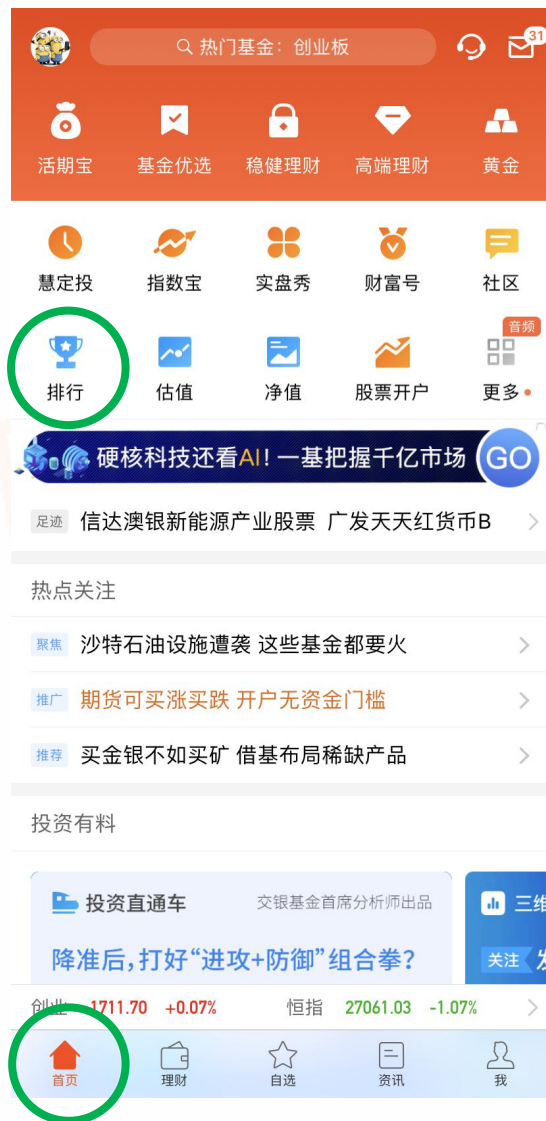 热门基金：创业板
31
活期宝 基金优选 稳健理财 高端理财 黄金
慧定投 指数宝 实盘秀 财富号 社区
音频
排行 估值 净值 股票开户 更多
硬核科技还看AI! 一基把握千亿市场 GO
足迹 信达澳银新能源产业股票 广发天天红货币B
热点关注
聚焦 沙特石油设施遭袭 这些基金都要火
推广 期货可买涨买跌 开户无资金门槛
推荐 买金银不如买矿 借基布局稀缺产品
投资有料
投资直通车 交银基金首席分析师出品 三维
降准后,打好“进攻+防御”组合拳? 关注
创业 1711.70 +0.07% 恒指 27061.03 -1.07%
首页 理财 自选 资讯 我